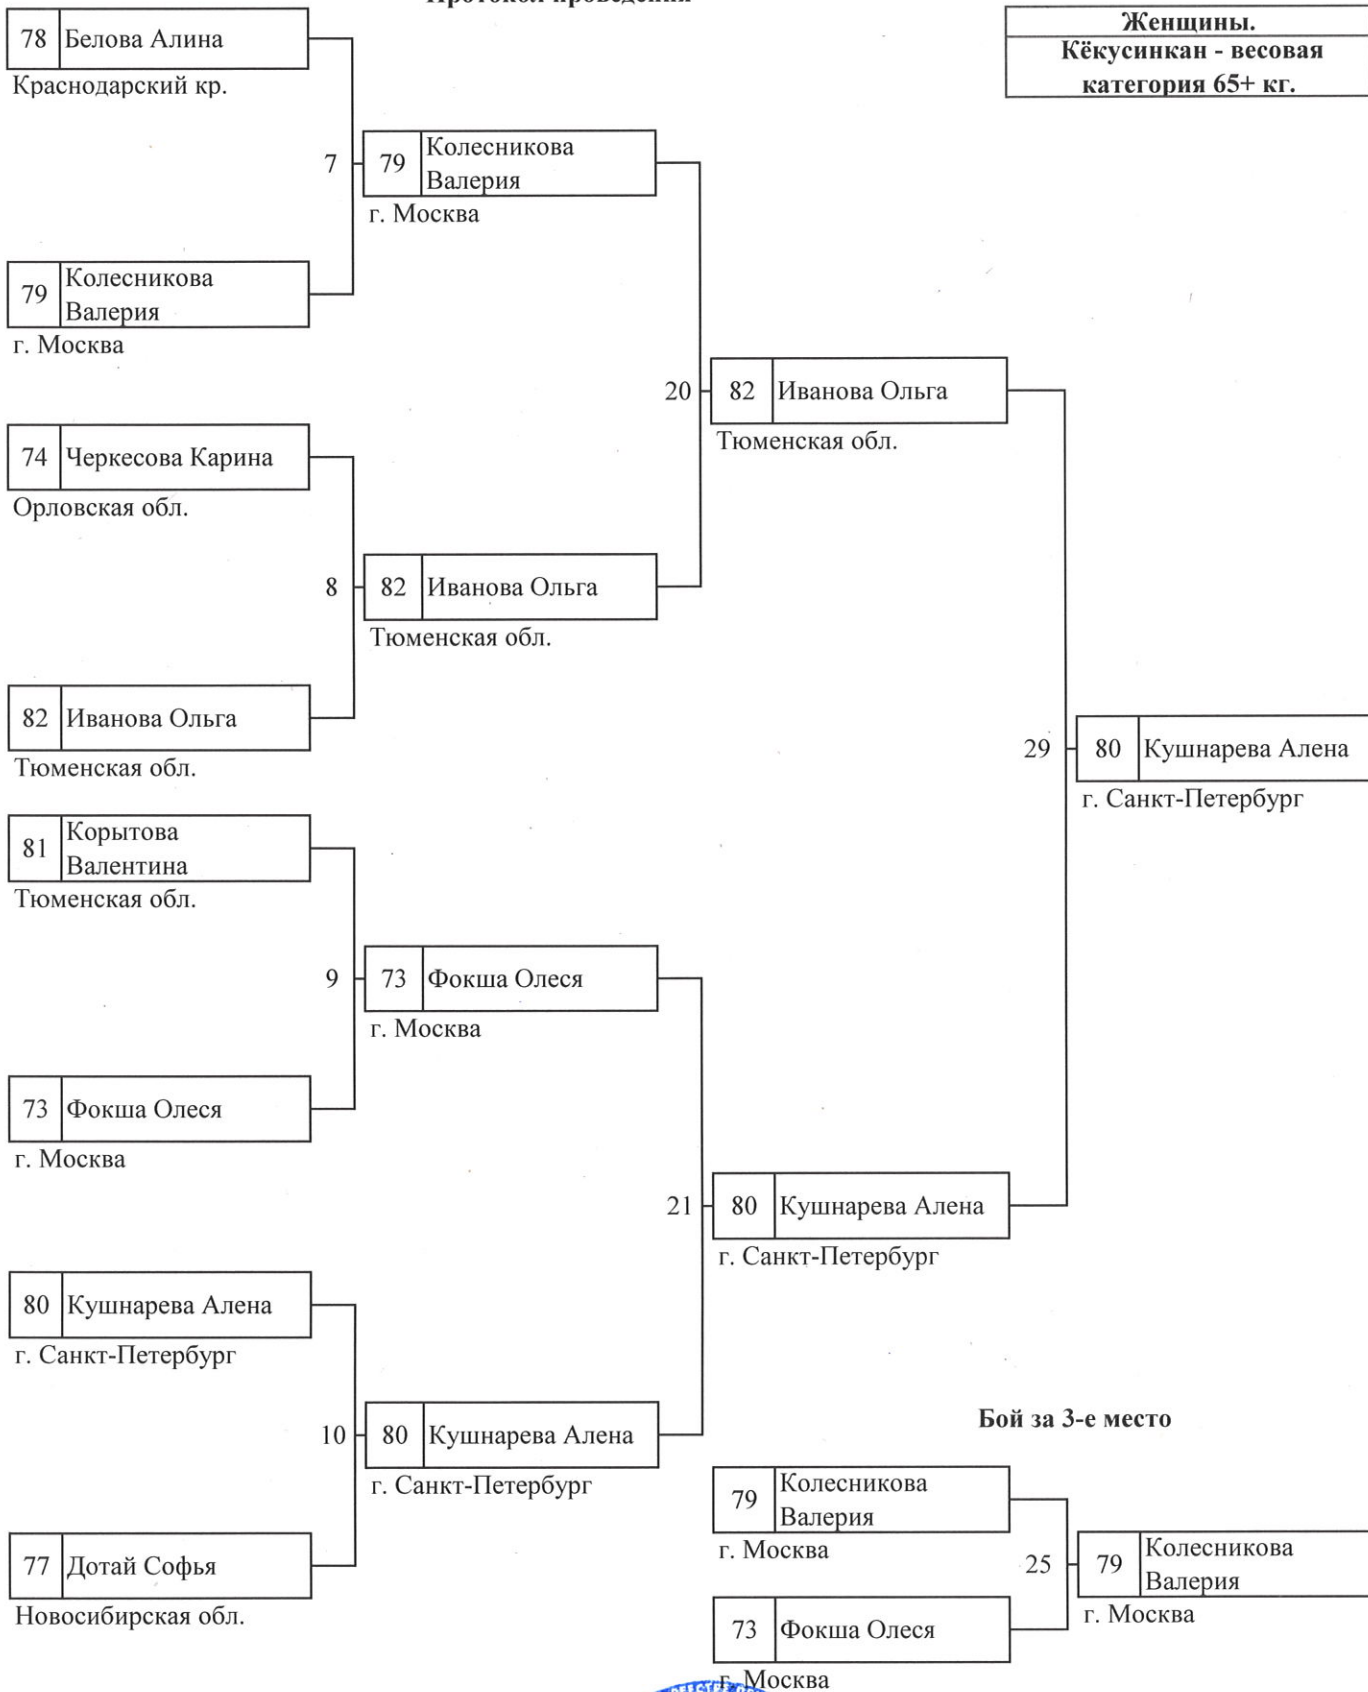 Протокол проведения
Женщины.
Кёкусинкан - весовая
категория 65+ кг.
78 Белова Алина
Краснодарский кр.
7
79 Колесникова
Валерия
г. Москва
79 Колесникова
Валерия
г. Москва
20
82 Иванова Ольга
Тюменская обл.
74 Черкесова Карина
Орловская обл.
8
82 Иванова Ольга
Тюменская обл.
82 Иванова Ольга
Тюменская обл.
29
80 Кушнарева Алена
г. Санкт-Петербург
81 Корытова
Валентина
Тюменская обл.
9
73 Фокша Олеся
г. Москва
73 Фокша Олеся
г. Москва
21
80 Кушнарева Алена
г. Санкт-Петербург
80 Кушнарева Алена
г. Санкт-Петербург
10
80 Кушнарева Алена
г. Санкт-Петербург
77 Дотай Софья
Новосибирская обл.
Бой за 3-е место
79 Колесникова
Валерия
г. Москва
25
79 Колесникова
Валерия
г. Москва
73 Фокша Олеся
г. Москва